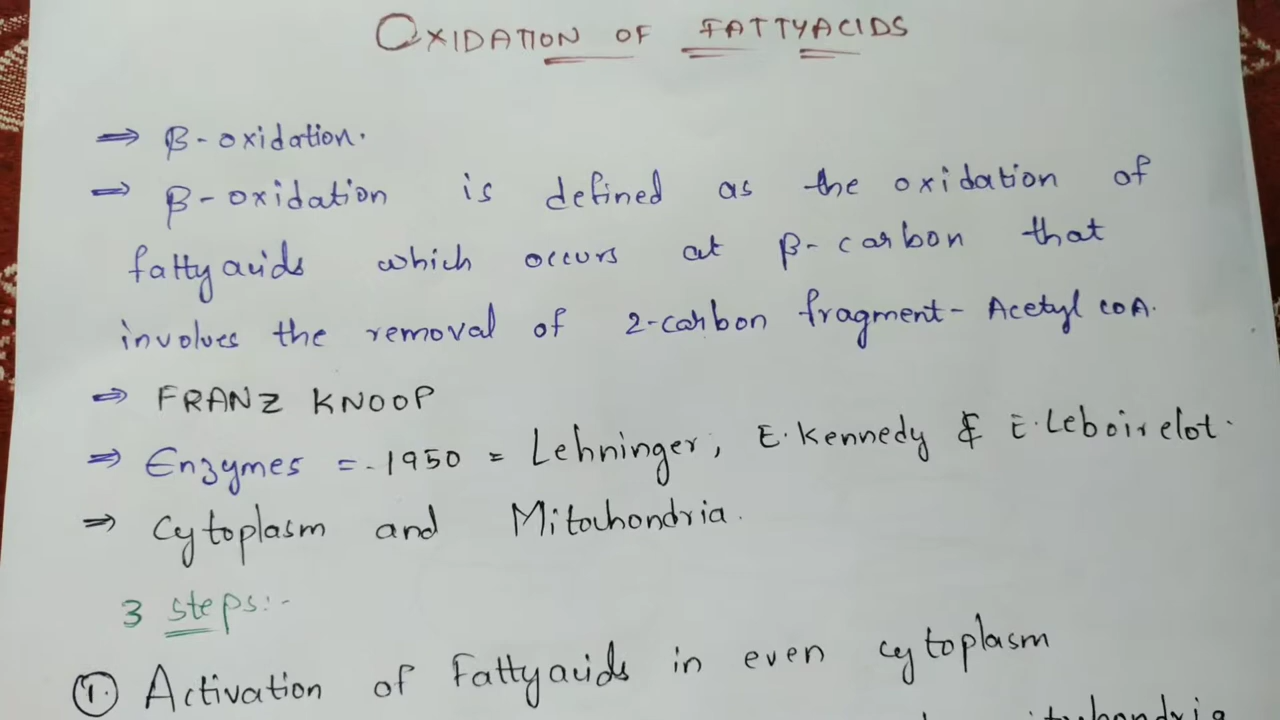 OXIDATION OF FATTYACIDS
⇒ β-oxidation.
⇒ β-oxidation is defined as the oxidation of
fatty acids which occurs at β-carbon that
involves the removal of 2-carbon fragment- Acetyl COA.
⇒ FRANZ KNOOP
⇒ Enzymes = - 1950 = Lehninger, E. Kennedy & E. Leboirelot.
⇒ Cytoplasm and Mitochondria.
3 steps:-
1. Activation of Fattyacids in even cytoplasm
mitochondria